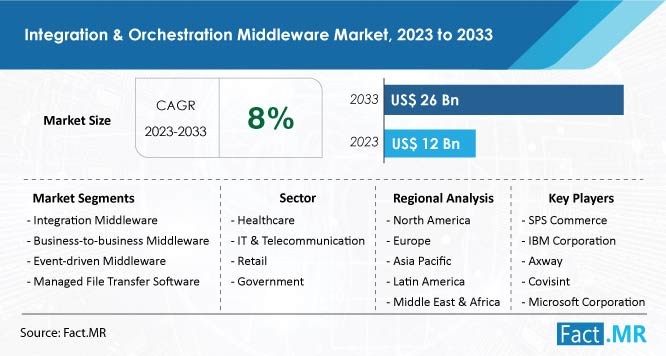 Integration & Orchestration Middleware Market, 2023 to 2033
Market Size
CAGR
2023-2033
8%
2033
US$ 26 Bn
2023
US$ 12 Bn
Market Segments
- Integration Middleware
- Business-to-business Middleware
- Event-driven Middleware
- Managed File Transfer Software
Sector
- Healthcare
- IT & Telecommunication
- Retail
- Government
Regional Analysis
- North America
- Europe
- Asia Pacific
- Latin America
- Middle East & Africa
Key Players
- SPS Commerce
- IBM Corporation
- Axway
- Covisint
- Microsoft Corporation
Source: Fact.MR
Fact.MR